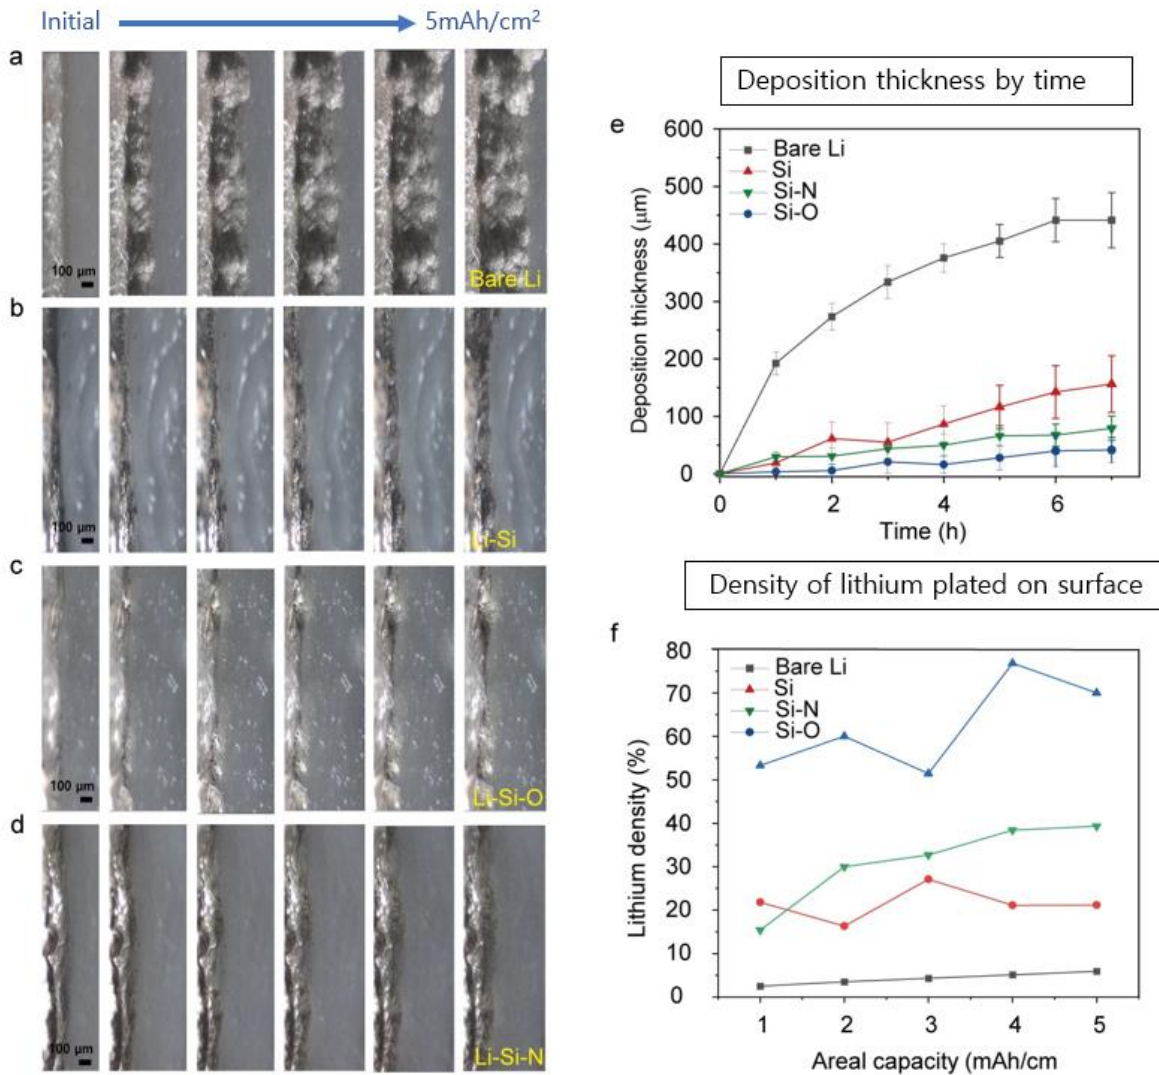 Initial
5mAh/cm²
a
100 μm
Bare Li
b
100 μm
Li-Si
c
100 μm
Li-Si-O
d
100 μm
Li-Si-N
Deposition thickness by time
e
600
500
400
300
200
100
0
Deposition thickness (μm)
Bare Li
Si
Si-N
Si-O
0 2 4 6
Time (h)
Density of lithium plated on surface
f
80
70
60
50
40
30
20
10
0
Lithium density (%)
Bare Li
Si
Si-N
Si-O
1 2 3 4 5
Areal capacity (mAh/cm